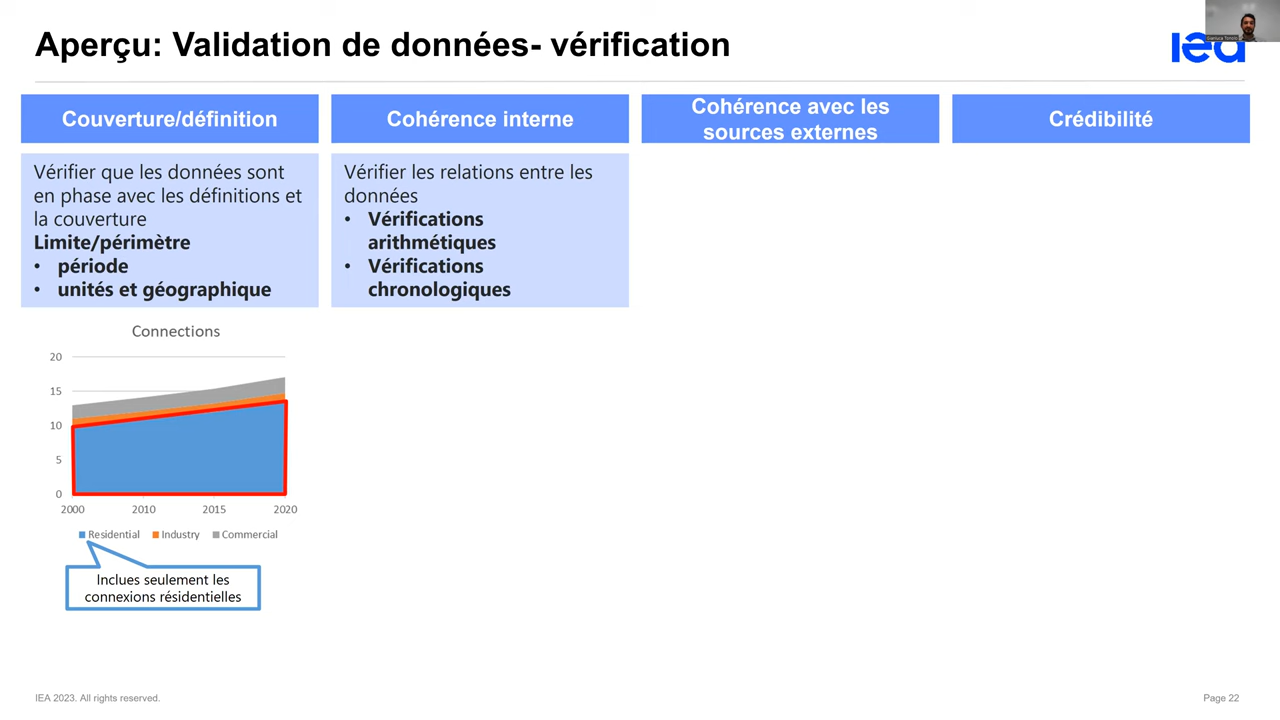 Aperçu: Validation de données- vérification
iea
Couverture/définition
Cohérence interne
Cohérence avec les
sources externes
Crédibilité
Vérifier que les données sont
en phase avec les définitions et
la couverture
Limite/périmètre
• période
• unités et géographique
Vérifier les relations entre les
données
• Vérifications
arithmétiques
• Vérifications
chronologiques
Connections
20
15
10
5
0
2000 2010 2015 2020
Residential Industry Commercial
Inclues seulement les
connexions résidentielles
IEA 2023. All rights reserved.
Page 22